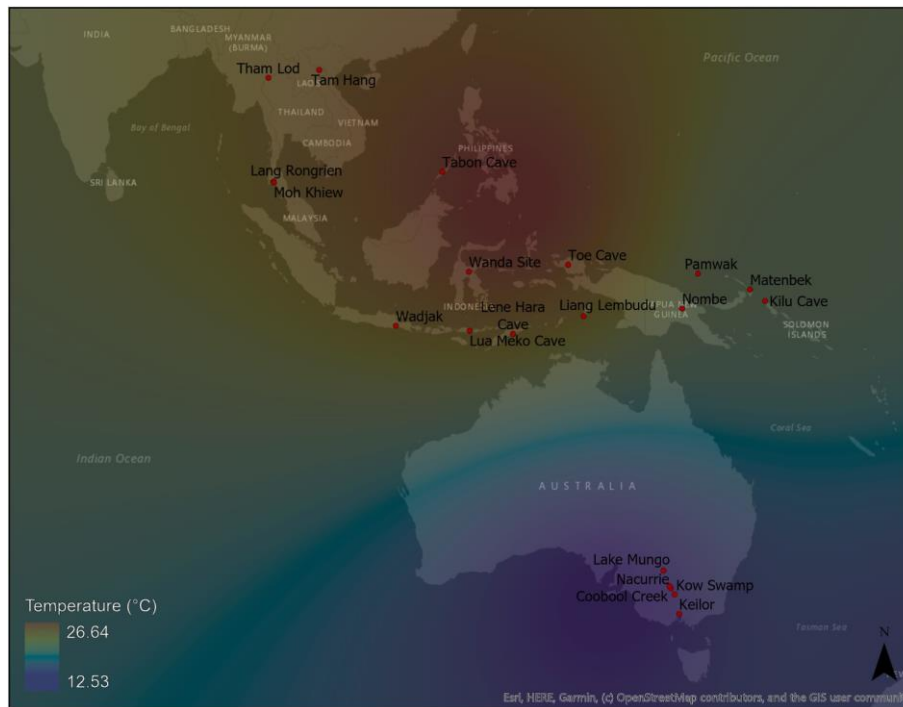 INDIA
BANGLADESH
MYANMAR
(BURMA)
Pacific Ocean
Tham Lod
LAOS
Tam Hang
THAILAND
Bay of Bengal
VIETNAM
CAMBODIA
PHILIPPINES
Tabon Cave
SRI LANKA
Lang Rongrien
Moh Khiew
MALAYSIA
Wanda Site
Toe Cave
Pamwak
Matenbek
INDONESIA
Lene Hara
Cave
Liang Lembudu
Nombe
PAPUA NEW
GUINEA
Kilu Cave
Wadjak
SOLOMON
ISLANDS
Lua Meko Cave
Coral Sea
Indian Ocean
AUSTRALIA
Lake Mungo
Nacurrie
Kow Swamp
Coobool Creek
Keilor
Tasman Sea
Temperature (°C)
26.64
12.53
N
Esri, HERE, Garmin, (c) OpenStreetMap contributors, and the GIS user communi